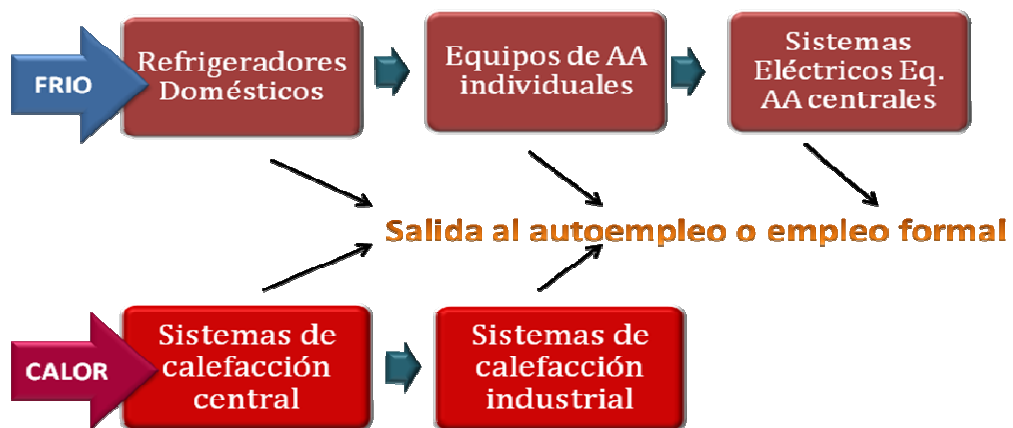 FRIO
Refrigeradores
Domésticos
Equipos de AA
individuales
Sistemas
Eléctricos Eq.
AA centrales
Salida al autoempleo o empleo formal
CALOR
Sistemas de
calefacción
central
Sistemas de
calefacción
industrial